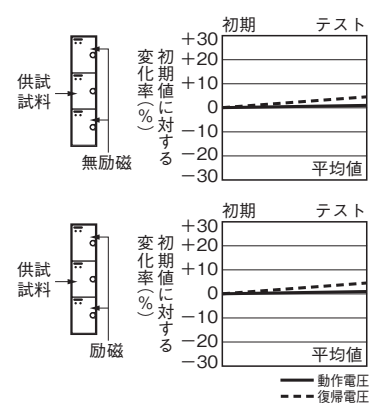 初期 テスト
供試
試料
無励磁
初期値に対する
変化率(%)
+30
+20
+10
0
−10
−20
−30
平均値
初期 テスト
供試
試料
励磁
初期値に対する
変化率(%)
+30
+20
+10
0
−10
−20
−30
平均値
動作電圧
復帰電圧